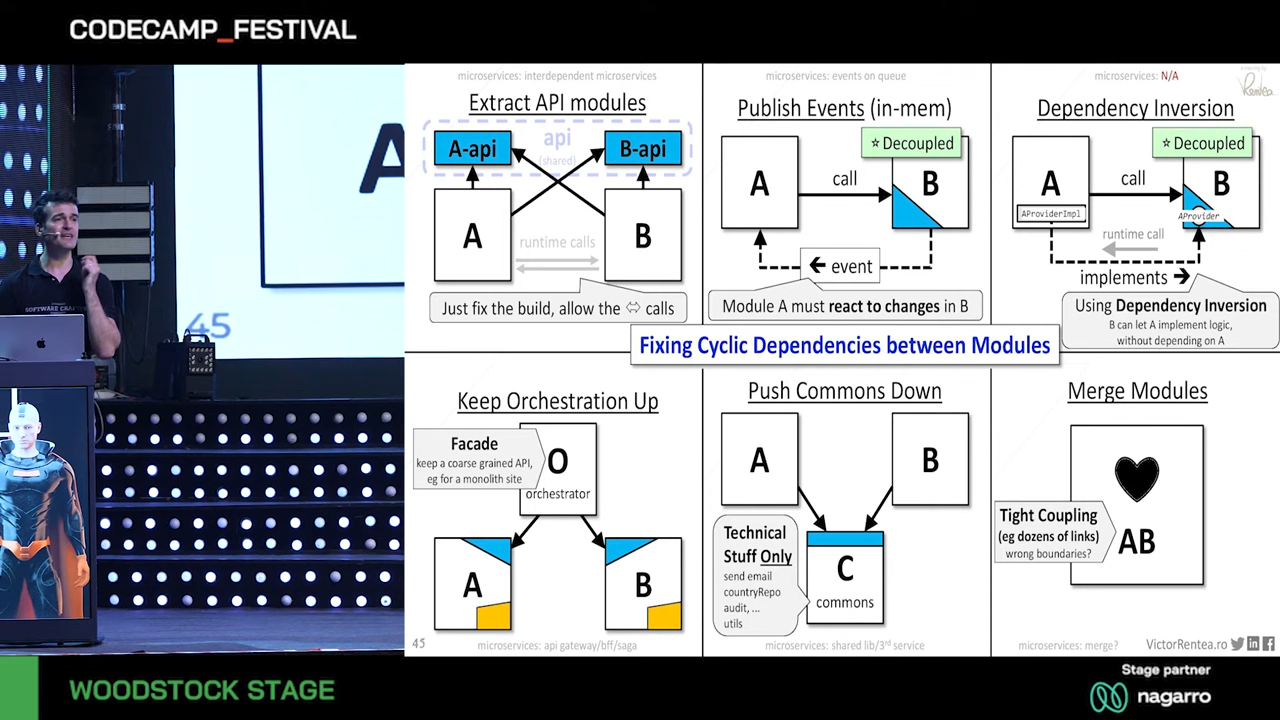 CODECAMP_FESTIVAL
A
45
SOFTWARE CRA
microservices: interdependent microservices
Extract API modules
api
(shared)
A-api
B-api
A
runtime calls
B
Just fix the build, allow the ⇔ calls
microservices: events on queue
Publish Events (in-mem)
☆ Decoupled
A
call
B
🡰 event
Module A must react to changes in B
microservices: N/A
a training by
Rentea
Dependency Inversion
☆ Decoupled
A
call
B
AProviderImpl
AProvider
runtime call
implements 🡲
Using Dependency Inversion
B can let A implement logic,
without depending on A
Fixing Cyclic Dependencies between Modules
Keep Orchestration Up
Facade
keep a coarse grained API,
eg for a monolith site
O
orchestrator
A
B
45
microservices: api gateway/bff/saga
Push Commons Down
A
B
Technical
Stuff Only
send email
countryRepo
audit, ...
utils
C
commons
microservices: shared lib/3rd service
Merge Modules
Tight Coupling
(eg dozens of links)
wrong boundaries?
AB
microservices: merge?
VictorRentea.ro
WOODSTOCK STAGE
Stage partner
nagarro